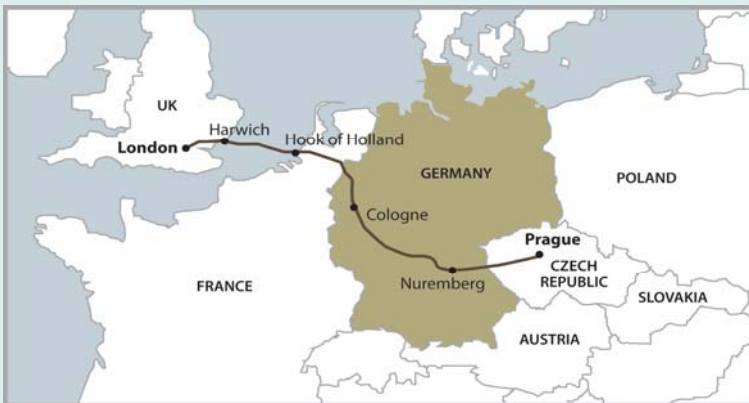 UK
Harwich
London
Hook of Holland
GERMANY
POLAND
Cologne
Prague
CZECH
REPUBLIC
Nuremberg
FRANCE
SLOVAKIA
AUSTRIA